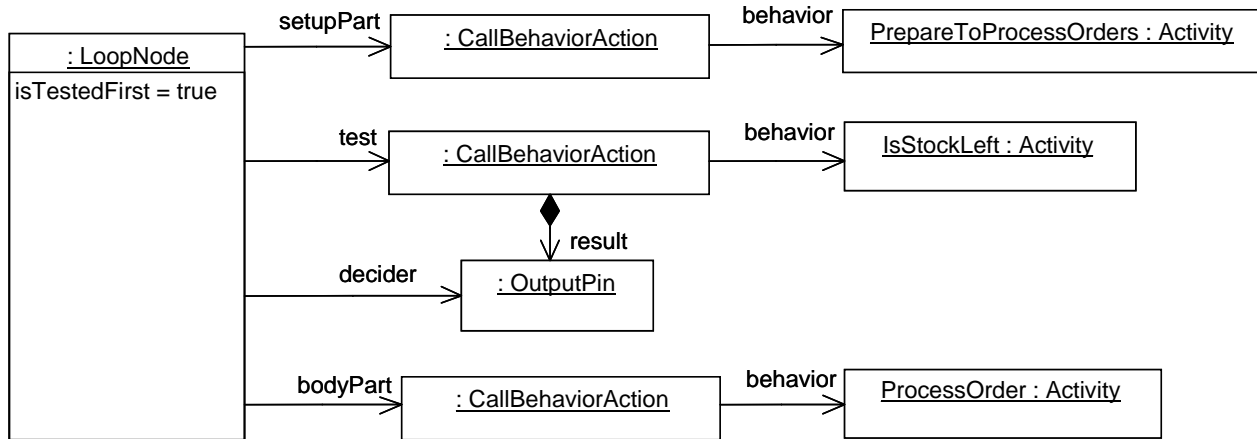 setupPart
behavior
: CallBehaviorAction
PrepareToProcessOrders : Activity
: LoopNode
isTestedFirst = true
test
behavior
: CallBehaviorAction
IsStockLeft : Activity
result
decider
: OutputPin
bodyPart
behavior
: CallBehaviorAction
ProcessOrder : Activity